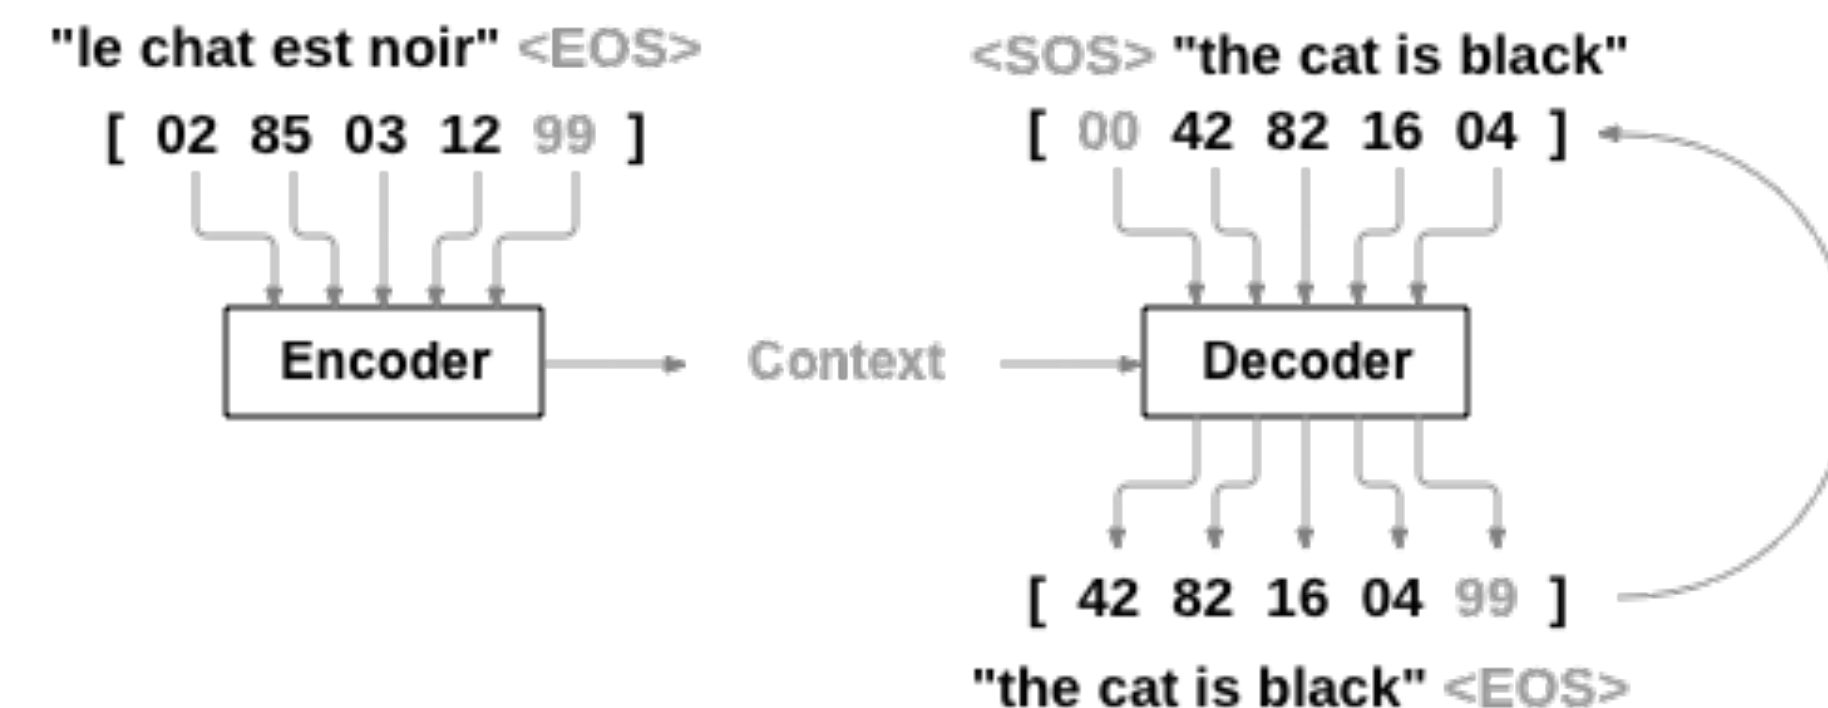 "le chat est noir" <EOS>
[ 02 85 03 12 99 ]
Encoder
Context
<SOS> "the cat is black"
[ 00 42 82 16 04 ]
Decoder
[ 42 82 16 04 99 ]
"the cat is black" <EOS>